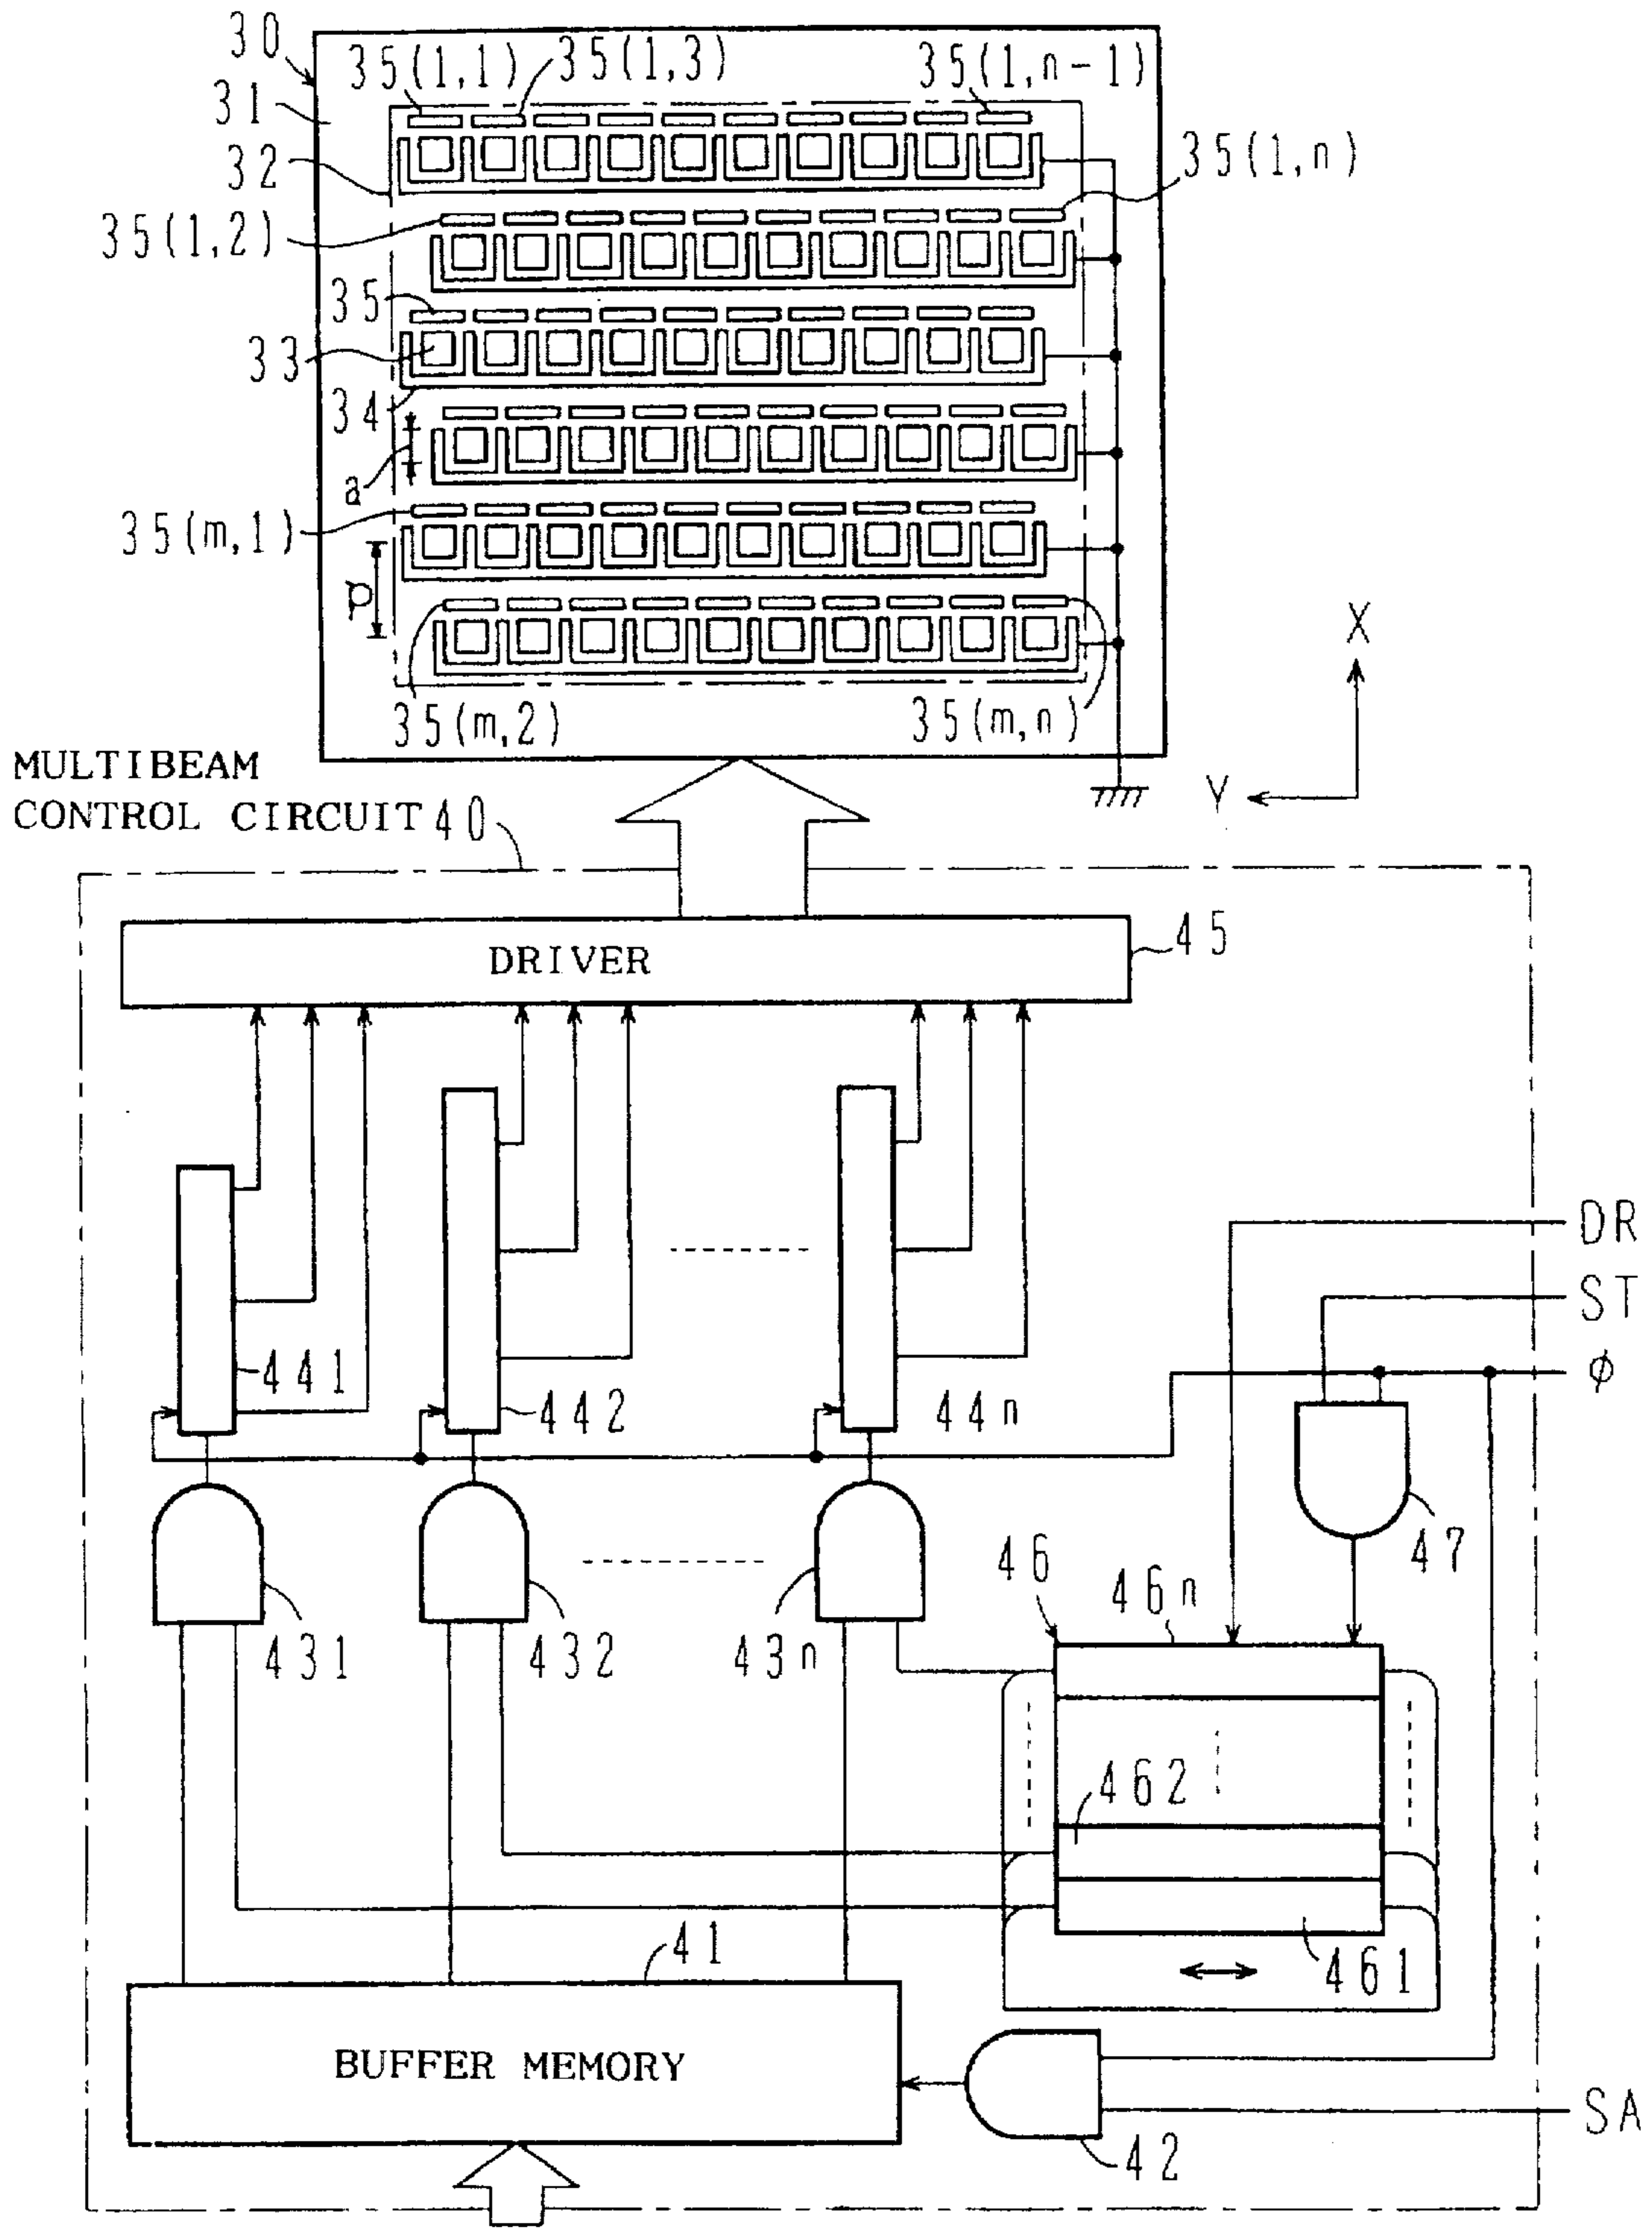 30
35(1,1)
35(1,3)
35(1,n-1)
31
32
35(1,n)
35(1,2)
35
33
34
a
35(m,1)
p
X
35(m,2)
35(m,n)
MULTIBEAM
CONTROL CIRCUIT 40
Y
DRIVER
45
DR
ST
441
442
44n
φ
47
46
46n
431
432
43n
462
41
461
BUFFER MEMORY
42
SA